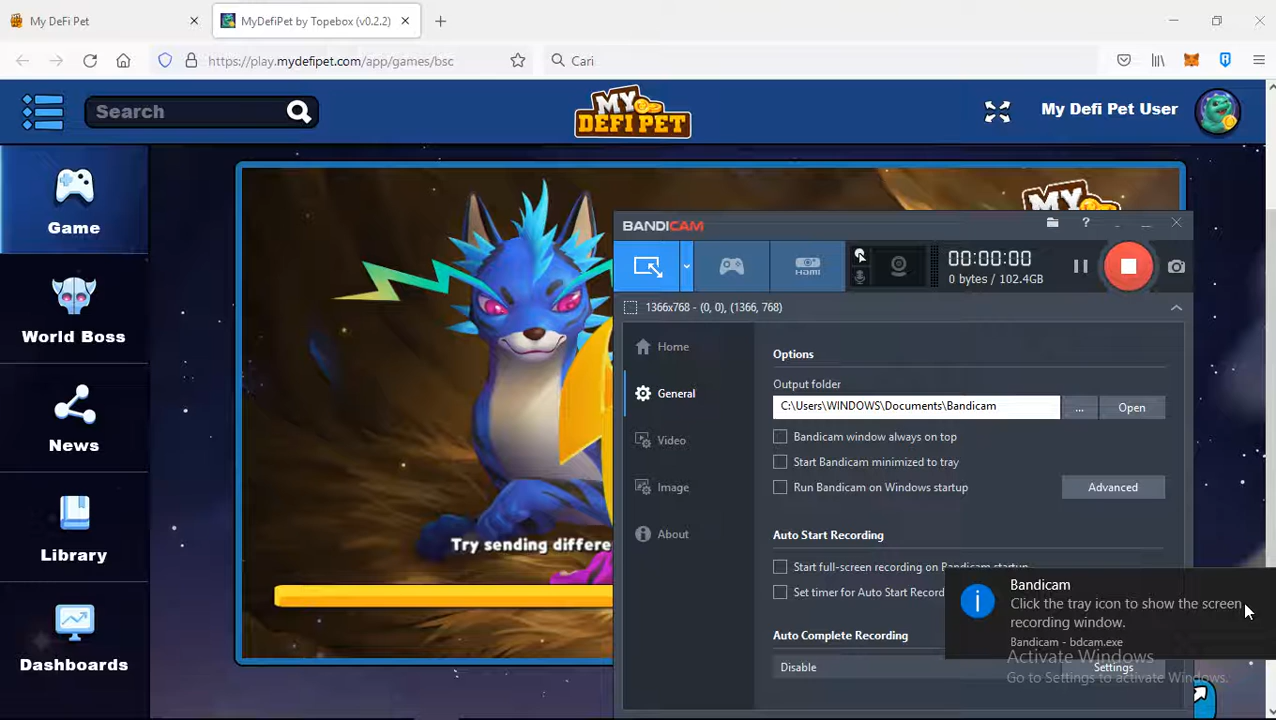 My DeFi Pet
MyDefiPet by Topebox (v0.2.2)
https://play.mydefipet.com/app/games/bsc
Cari
Search
MY
DEFI PET
My Defi Pet User
Game
World Boss
News
Library
Dashboards
MY
Try sending differe
BANDICAM
?
HDMI
00:00:00
0 bytes / 102.4GB
1366x768 - (0, 0), (1366, 768)
Home
General
Video
Image
About
Options
Output folder
C:\Users\WINDOWS\Documents\Bandicam
...
Open
Bandicam window always on top
Start Bandicam minimized to tray
Run Bandicam on Windows startup
Advanced
Auto Start Recording
Start full-screen recording on Bandicam startup
Set timer for Auto Start Record
Auto Complete Recording
Disable
Settings
Bandicam
Click the tray icon to show the screen
recording window.
Bandicam - bdcam.exe
Activate Windows
Go to Settings to activate Windows.